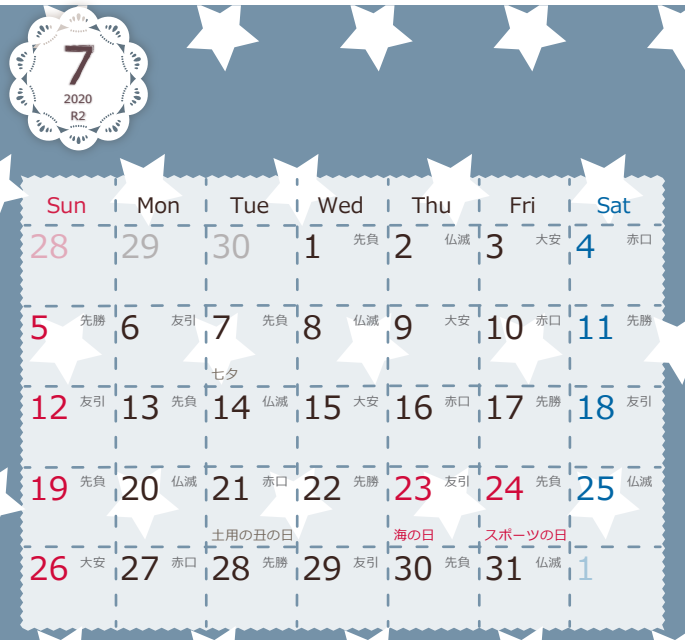 7
2020
R2
Sun Mon Tue Wed Thu Fri Sat
28 29 30 1 先負 2 仏滅 3 大安 4 赤口
5 先勝 6 友引 7 先負 8 仏滅 9 大安 10 赤口 11 先勝
七夕
12 友引 13 先負 14 仏滅 15 大安 16 赤口 17 先勝 18 友引
19 先負 20 仏滅 21 赤口 22 先勝 23 友引 24 先負 25 仏滅
土用の丑の日 海の日 スポーツの日
26 大安 27 赤口 28 先勝 29 友引 30 先負 31 仏滅 1